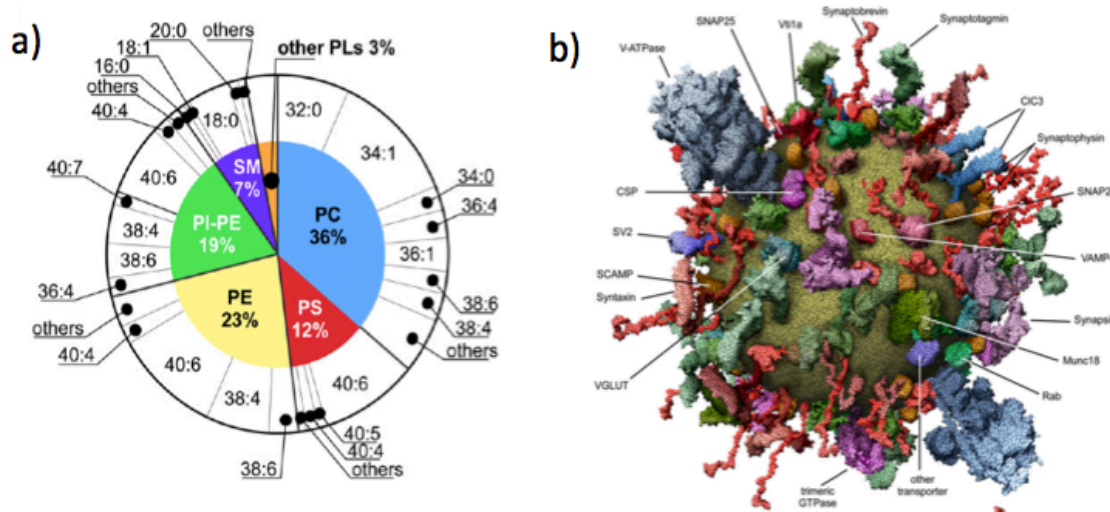 a)
20:0
others
18:1
other PLs 3%
16:0
others
32:0
40:4
18:0
34:1
SM
7%
40:7
40:6
34:0
PC
36%
36:4
PI-PE
19%
38:4
36:1
38:6
36:4
38:6
PE
23%
PS
12%
38:4
others
others
40:4
40:6
40:6
38:4
40:5
40:4
38:6
others
b)
Synaptobrevin
SNAP25
Vti1a
Synaptotagmin
V-ATPase
ClC3
Synaptophysin
CSP
SNAP2
SV2
VAMP
SCAMP
Syntaxin
Synapsi
Munc18
VGLUT
Rab
trimeric
GTPase
other
transporter